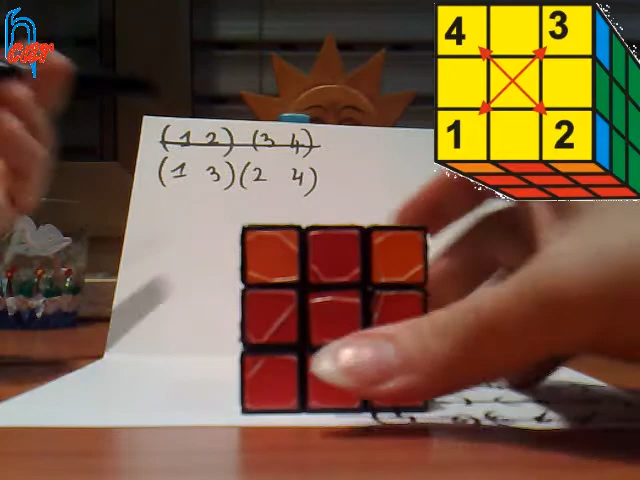 (1 2) (3 4)
(1 3)(2 4)
4 3
1 2